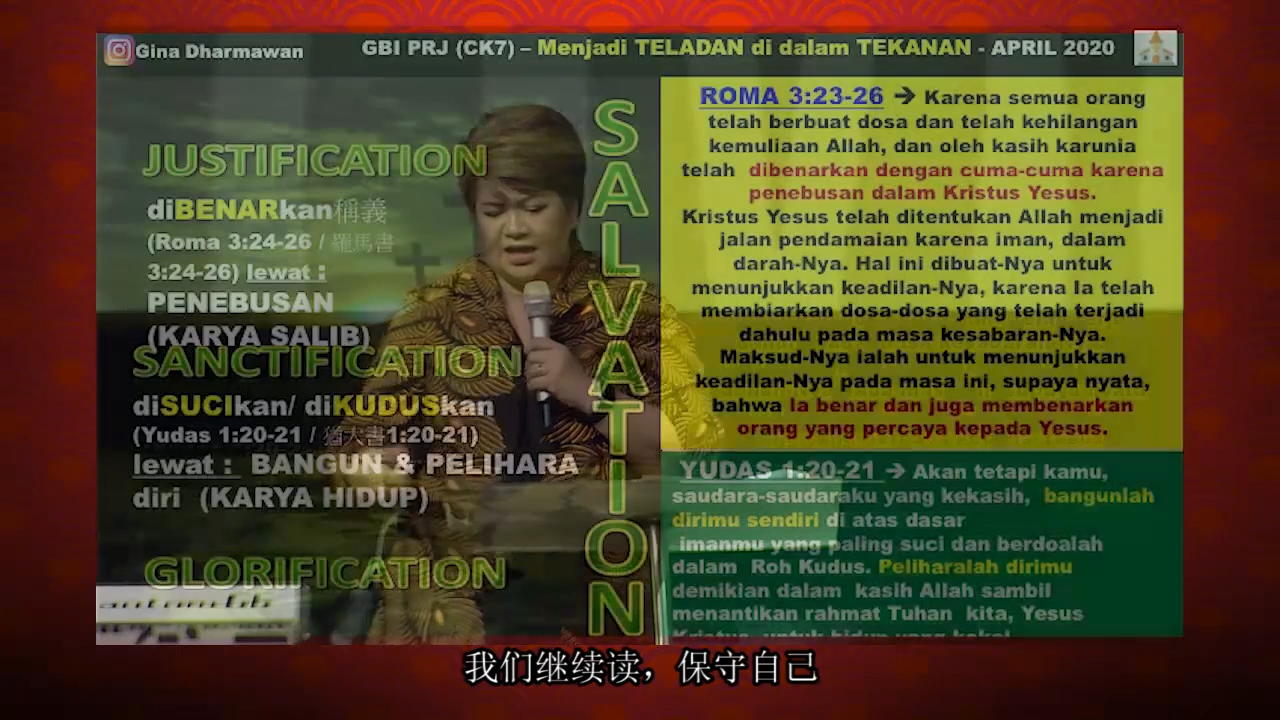 Gina Dharmawan
GBI PRJ (CK7) – Menjadi TELADAN di dalam TEKANAN - APRIL 2020
JUSTIFICATION
diBENARkan稱義
(Roma 3:24-26 / 羅馬書
3:24-26) lewat :
PENEBUSAN
(KARYA SALIB)
SANCTIFICATION
diSUCIkan/ diKUDUSkan
(Yudas 1:20-21 / 猶大書1:20-21)
lewat : BANGUN & PELIHARA
diri (KARYA HIDUP)
GLORIFICATION
SALVATION
ROMA 3:23-26 → Karena semua orang
telah berbuat dosa dan telah kehilangan
kemuliaan Allah, dan oleh kasih karunia
telah dibenarkan dengan cuma-cuma karena
penebusan dalam Kristus Yesus.
Kristus Yesus telah ditentukan Allah menjadi
jalan pendamaian karena iman, dalam
darah-Nya. Hal ini dibuat-Nya untuk
menunjukkan keadilan-Nya, karena Ia telah
membiarkan dosa-dosa yang telah terjadi
dahulu pada masa kesabaran-Nya.
Maksud-Nya ialah untuk menunjukkan
keadilan-Nya pada masa ini, supaya nyata,
bahwa Ia benar dan juga membenarkan
orang yang percaya kepada Yesus.
YUDAS 1:20-21 → Akan tetapi kamu,
saudara-saudaraku yang kekasih, bangunlah
dirimu sendiri di atas dasar
imanmu yang paling suci dan berdoalah
dalam Roh Kudus. Peliharalah dirimu
demikian dalam kasih Allah sambil
menantikan rahmat Tuhan kita, Yesus
Kristus, untuk hidup yang kekal.
我们继续读，保守自己